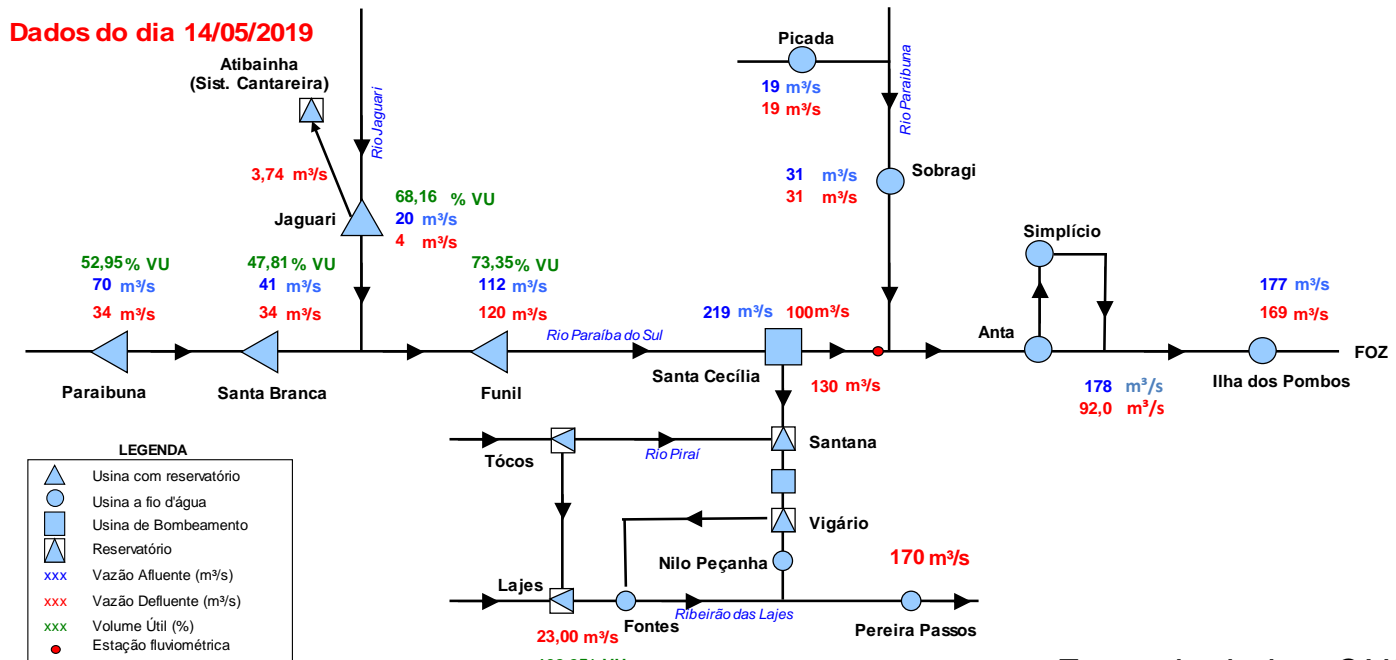 Dados do dia 14/05/2019
Atibainha
(Sist. Cantareira)
Rio Jaguari
3,74 m³/s
Jaguari
68,16 % VU
20 m³/s
4 m³/s
Picada
19 m³/s
19 m³/s
Rio Paraibuna
31 m³/s
31 m³/s
Sobragi
52,95 % VU
70 m³/s
34 m³/s
Paraibuna
47,81 % VU
41 m³/s
34 m³/s
Santa Branca
73,35 % VU
112 m³/s
120 m³/s
Funil
Rio Paraíba do Sul
219 m³/s
100 m³/s
Santa Cecília
130 m³/s
Simplício
Anta
178 m³/s
92,0 m³/s
177 m³/s
169 m³/s
Ilha dos Pombos
FOZ
Tócos
Rio Piraí
Santana
Vigário
Nilo Peçanha
170 m³/s
Lajes
23,00 m³/s
Fontes
Ribeirão das Lajes
Pereira Passos
LEGENDA
Usina com reservatório
Usina a fio d'água
Usina de Bombeamento
Reservatório
xxx Vazão Afluente (m³/s)
xxx Vazão Defluente (m³/s)
xxx Volume Útil (%)
Estação fluviométrica